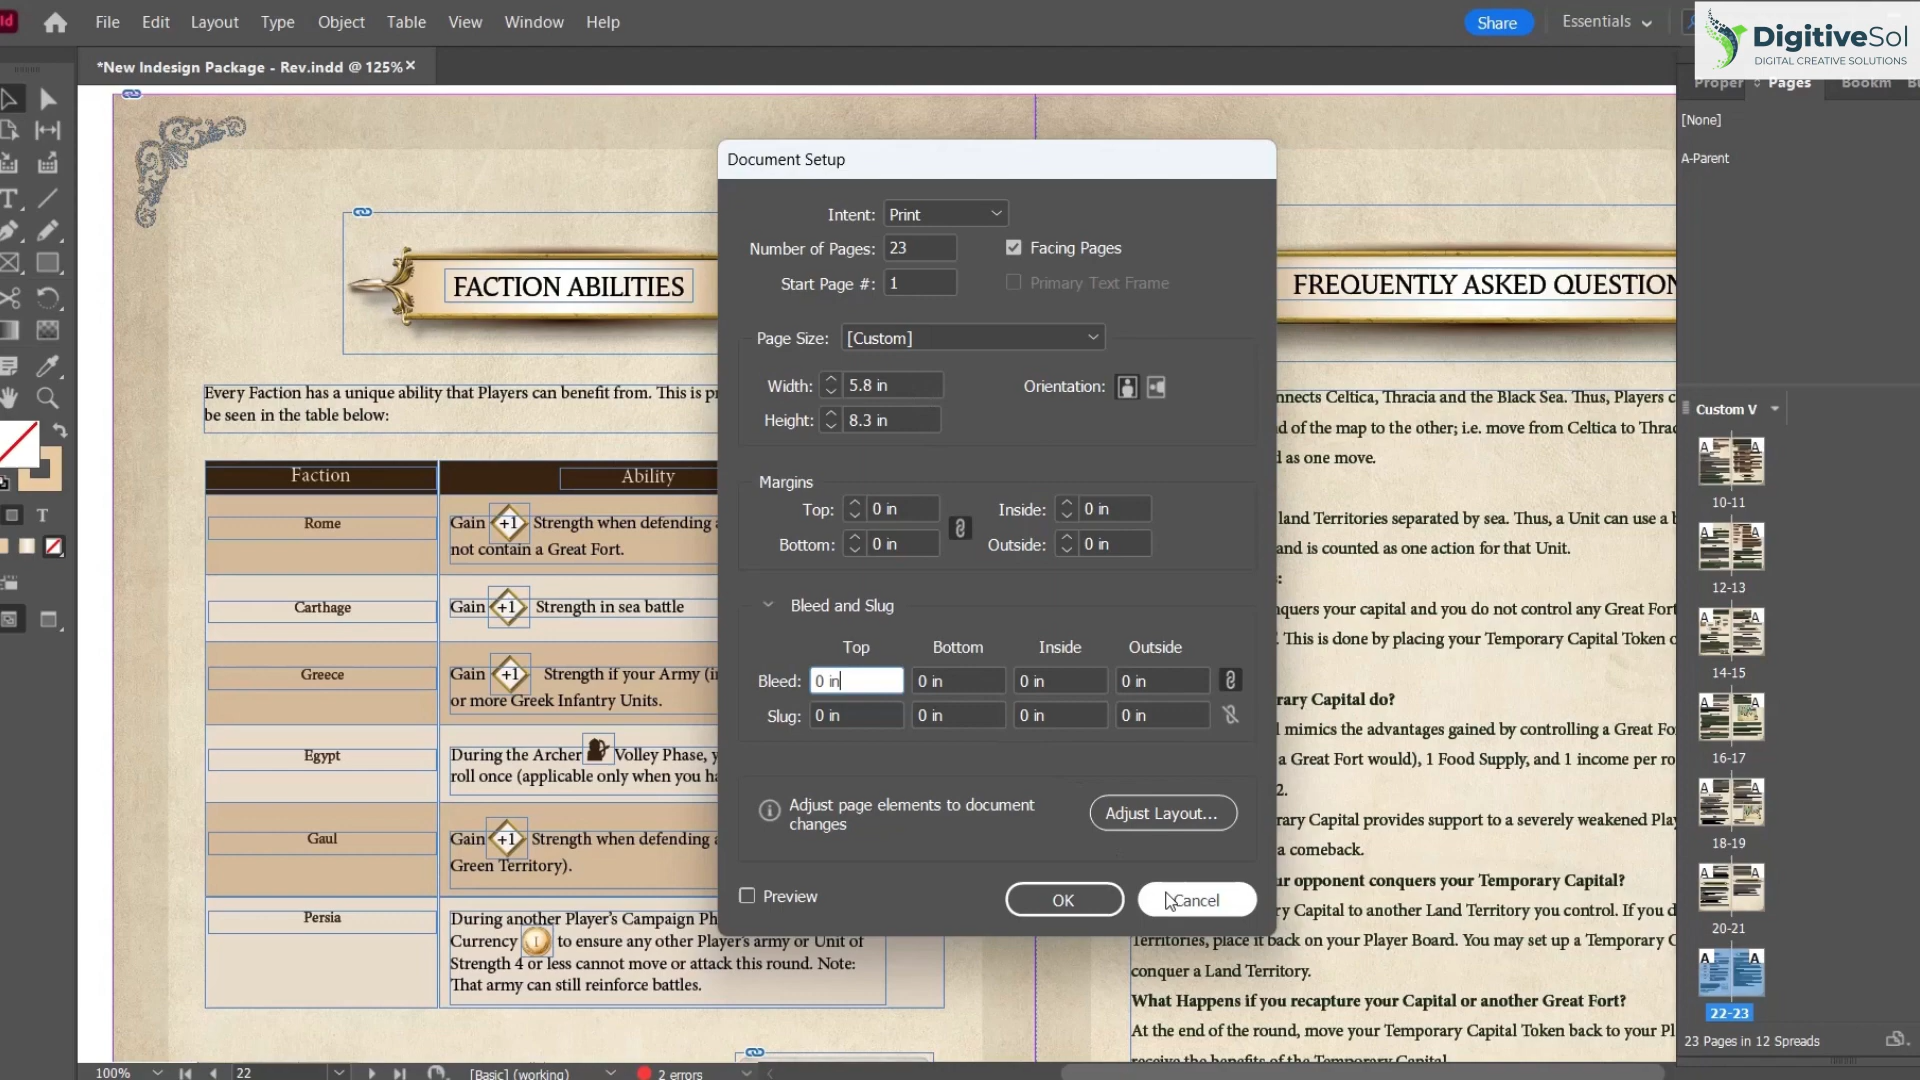 File Edit Layout Type Object Table View Window Help
Share
Essentials
DigitiveSol
DIGITAL CREATIVE SOLUTIONS
*New Indesign Package - Rev.indd @ 125%
Proper Pages Bookm
[None]
A-Parent
FACTION ABILITIES
Every Faction has a unique ability that Players can benefit from. This is
be seen in the table below:
Faction Ability
Rome
Gain +1 Strength when defending
not contain a Great Fort.
Carthage
Gain +1 Strength in sea battle
Greece
Gain +1 Strength if your Army
or more Greek Infantry Units.
Egypt
During the Archer Volley Phase,
roll once (applicable only when you
Gaul
Gain +1 Strength when defending
Green Territory).
Persia
During another Player's Campaign
Currency 1 to ensure any other Player's army or Unit of
Strength 4 or less cannot move or attack this round. Note:
That army can still reinforce battles.
Document Setup
Intent: Print
Number of Pages: 23
Facing Pages
Start Page #: 1
Primary Text Frame
Page Size: [Custom]
Width: 5.8 in
Orientation:
Height: 8.3 in
Margins
Top: 0 in Inside: 0 in
Bottom: 0 in Outside: 0 in
Bleed and Slug
Top Bottom Inside Outside
Bleed: 0 in 0 in 0 in 0 in
Slug: 0 in 0 in 0 in 0 in
Adjust page elements to document
changes
Adjust Layout...
Preview
OK
Cancel
FREQUENTLY ASKED QUESTION
nnects Celtica, Thracia and the Black Sea. Thus, Players
d of the map to the other; i.e. move from Celtica to
as one move.
land Territories separated by sea. Thus, a Unit can use a
and is counted as one action for that Unit.
quers your capital and you do not control any Great Fort
This is done by placing your Temporary Capital Token
rary Capital do?
mimics the advantages gained by controlling a Great
a Great Fort would), 1 Food Supply, and 1 income per
2.
rary Capital provides support to a severely weakened
a comeback.
ur opponent conquers your Temporary Capital?
y Capital to another Land Territory you control. If you
Territories, place it back on your Player Board. You may set up a Temporary
conquer a Land Territory.
What Happens if you recapture your Capital or another Great Fort?
At the end of the round, move your Temporary Capital Token back to your
receive the benefits of the Temporary Capital.
Custom V
A
10-11
A A
12-13
A A
14-15
A A
16-17
A A
18-19
A A
20-21
A A
22-23
23 Pages in 12 Spreads
100%
22
[Basic] (working)
2 errors